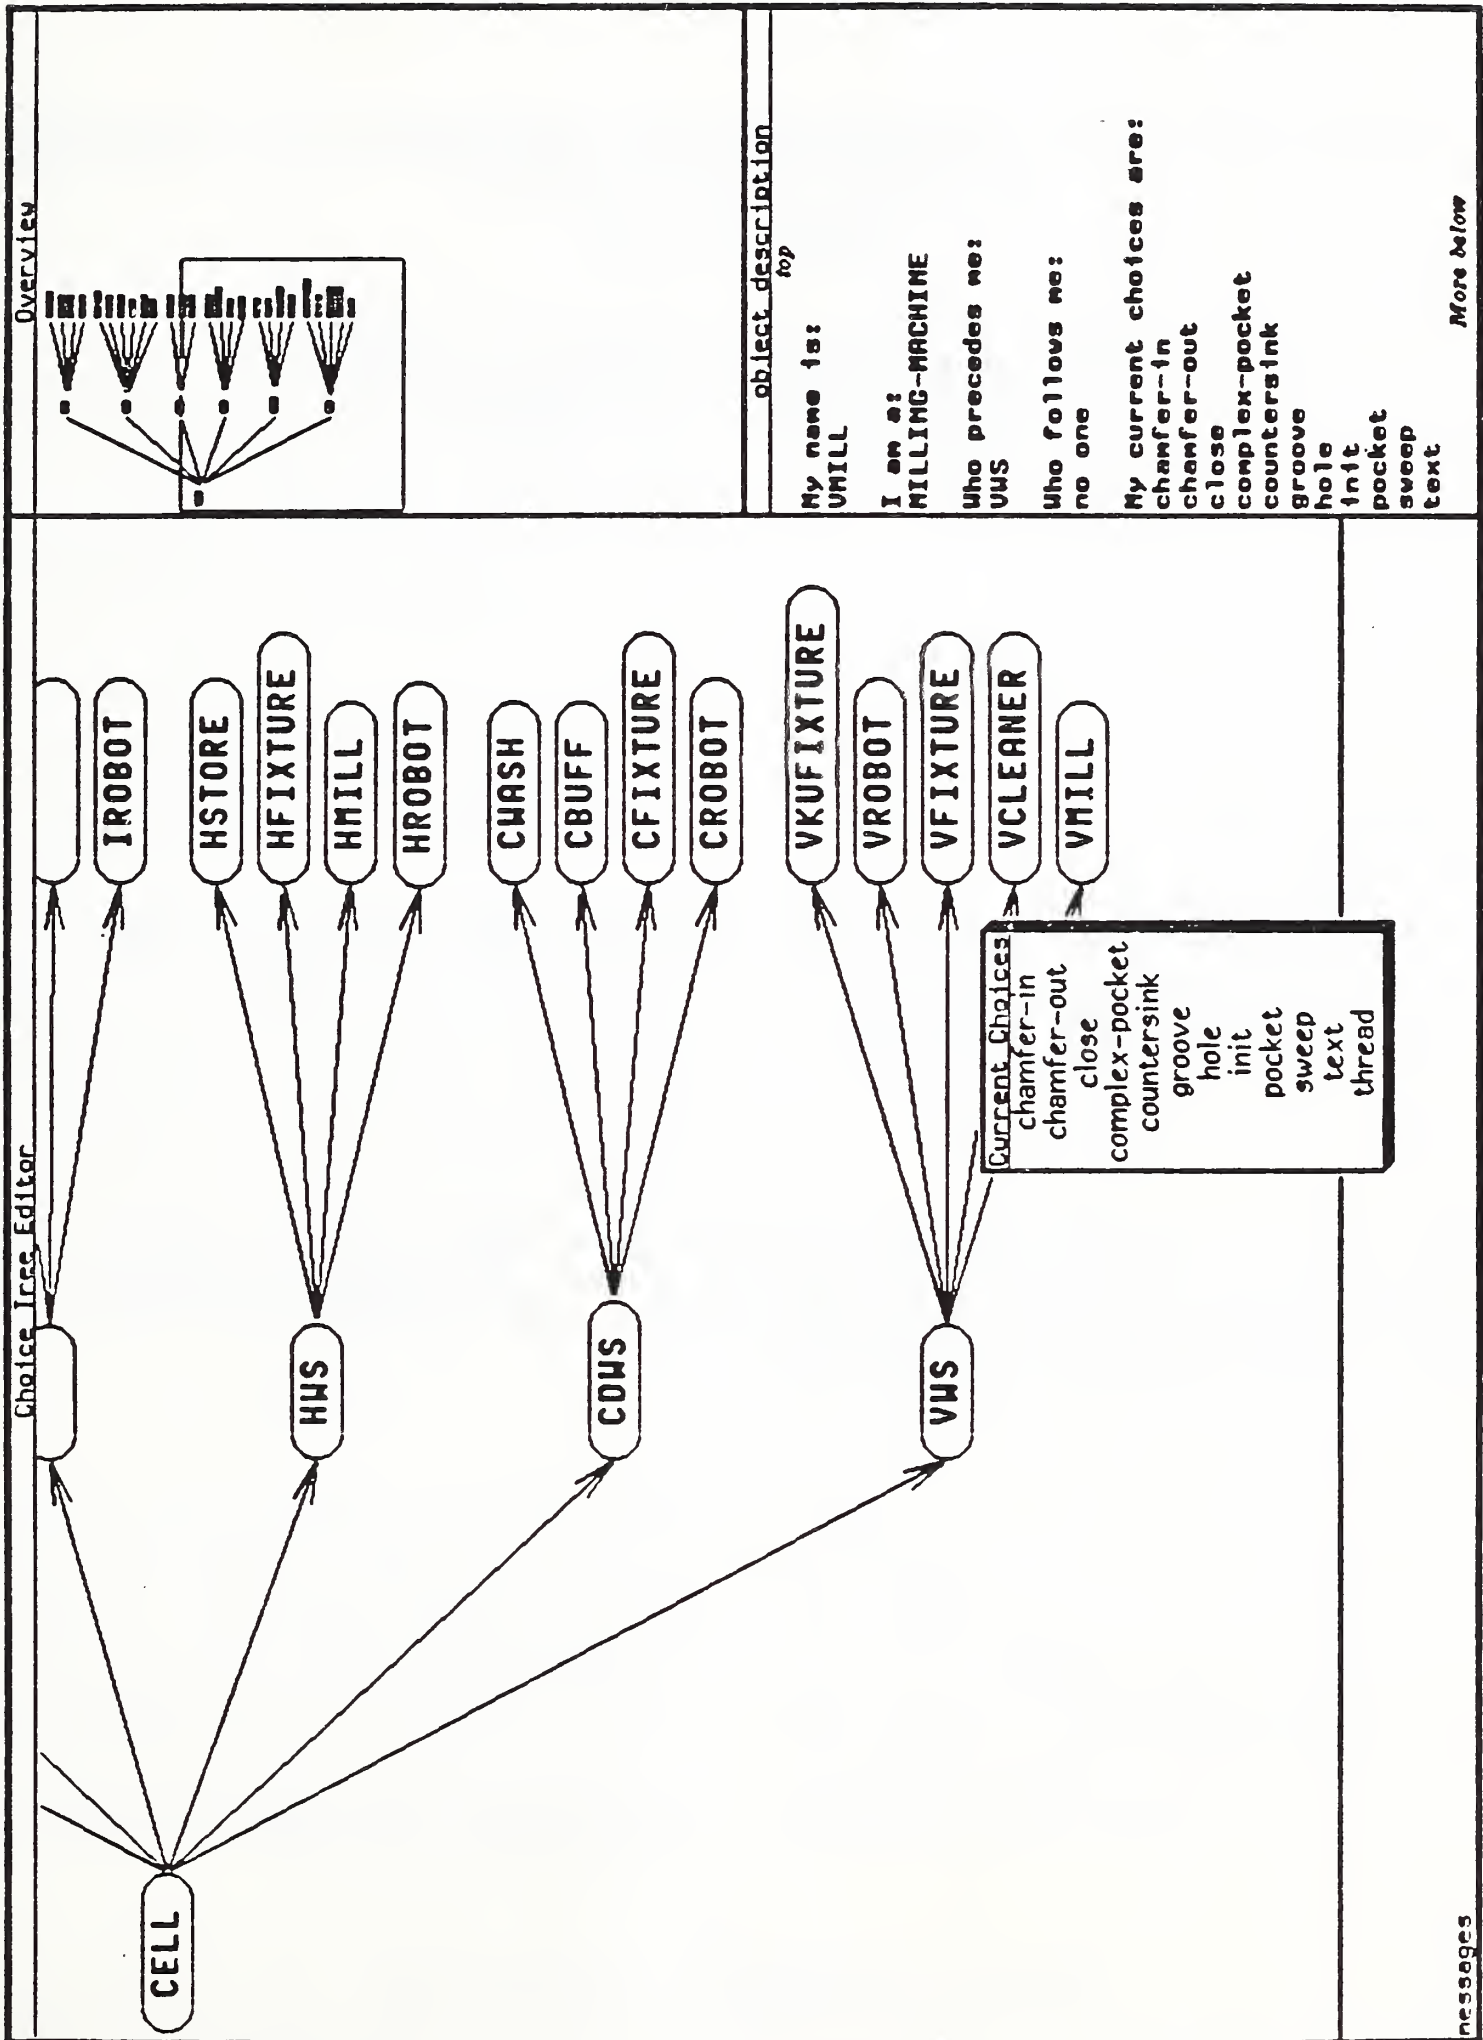 Choice Tree Editor
CELL
HWS
CDWS
VWS
IROBOT
HSTORE
HFIXTURE
HMILL
HROBOT
CWASH
CBUFF
CFIXTURE
CROBOT
VKUFIXTURE
VROBOT
VFIXTURE
VCLEANER
VMILL
Current Choices
chamfer-in
chamfer-out
close
complex-pocket
countersink
groove
hole
init
pocket
sweep
text
thread
messages
Overview
object description
top
My name is:
VMILL
I am a:
MILLING-MACHINE
Who precedes me:
VWS
Who follows me:
no one
My current choices are:
chamfer-in
chamfer-out
close
complex-pocket
countersink
groove
hole
init
pocket
sweep
text
More below